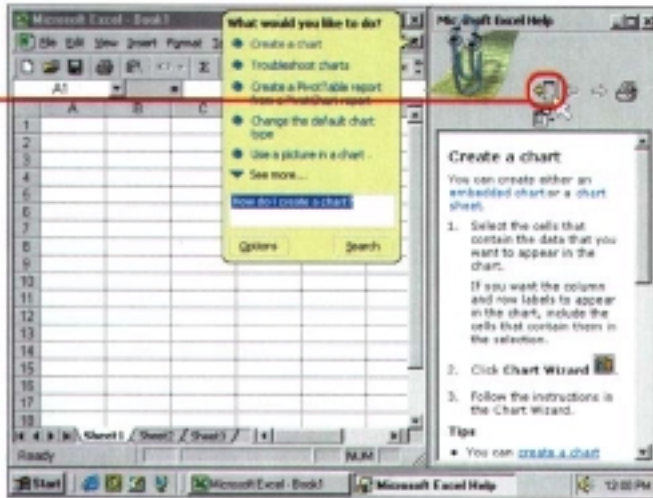 Microsoft Excel - Book1
File Edit View Insert Format
A1
A B C
1
2
3
4
5
6
7
8
9
10
11
12
13
14
15
16
17
18
Sheet1 Sheet2 Sheet3
Ready
NUM
What would you like to do?
Create a chart
Troubleshoot charts
Create a PivotTable report
from a PivotChart report
Change the default chart
type
Use a picture in a chart
See more...
How do I create a chart?
Options Search
Microsoft Excel Help
Create a chart
You can create either an
embedded chart or a chart
sheet.
1. Select the cells that
contain the data that you
want to appear in the
chart.
If you want the column
and row labels to appear
in the chart, include the
cells that contain them in
the selection.
2. Click Chart Wizard
3. Follow the instructions in
the Chart Wizard.
Tips
• You can create a chart
Start
Microsoft Excel - Book1
Microsoft Excel Help
12:00 PM